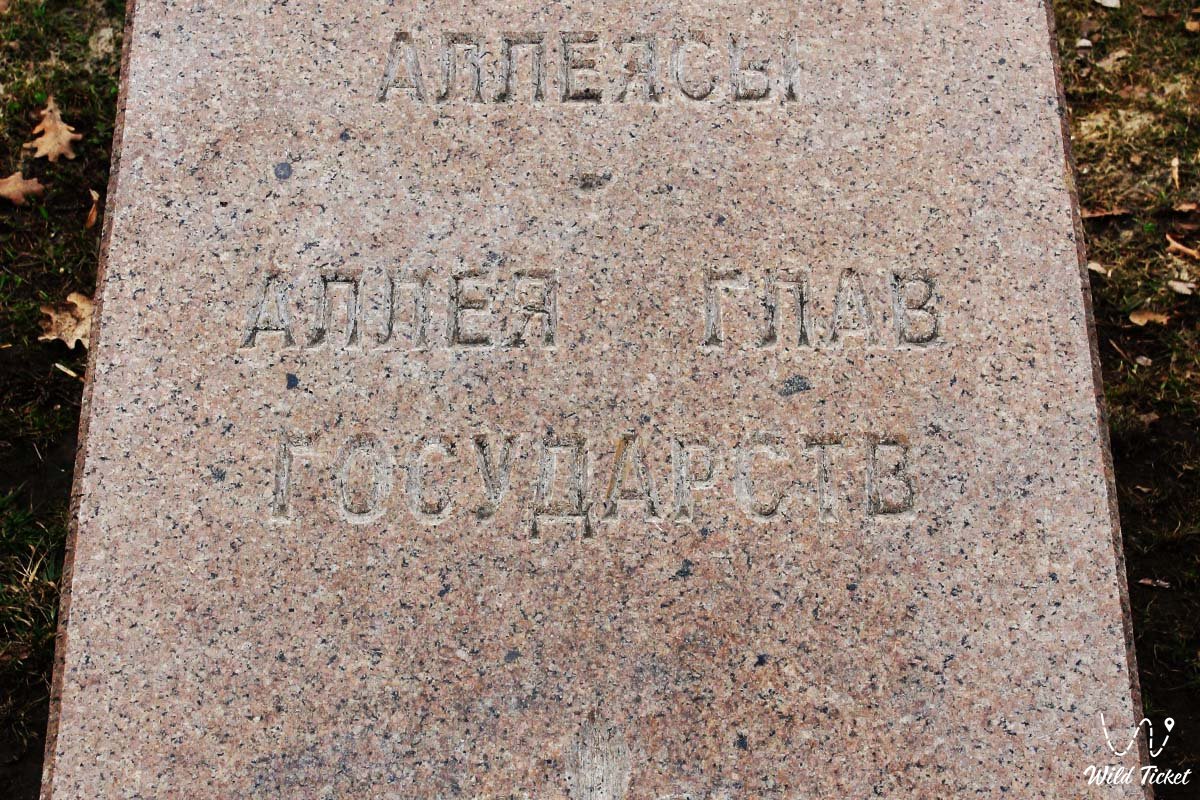 АЛЛЕЯСЫ
-
АЛЛЕЯ ГЛАВ
ГОСУДАРСТВ
Wild Ticket